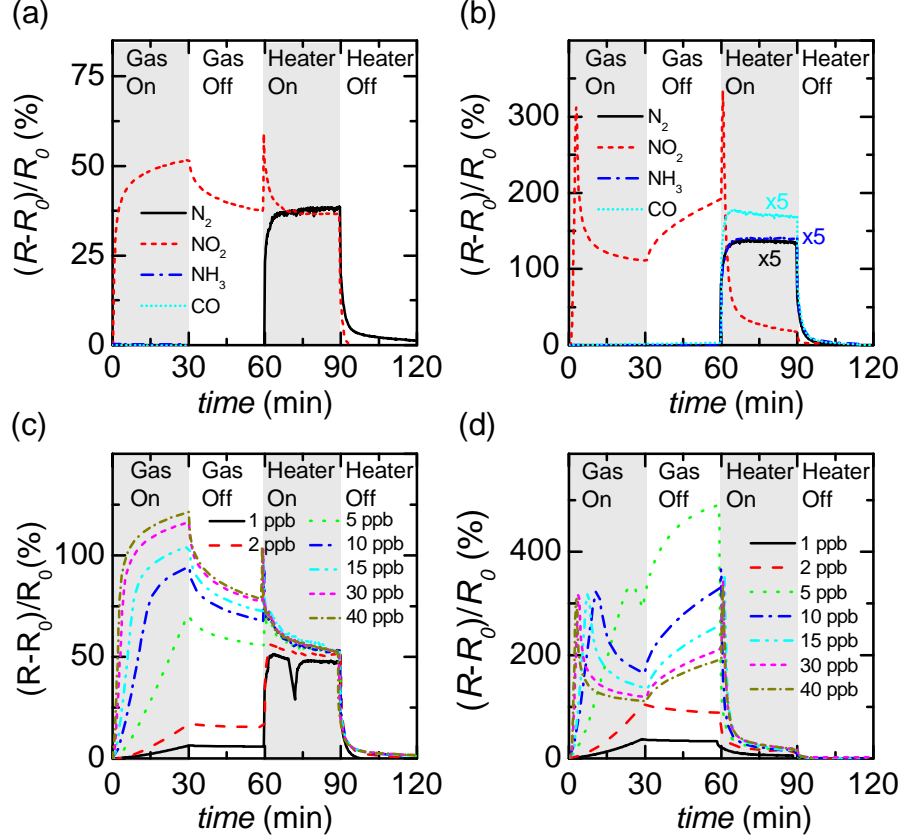 (a)
Gas On
Gas Off
Heater On
Heater Off
(R-R₀)/R₀ (%)
75
50
25
0
N₂
NO₂
NH₃
CO
0 30 60 90 120
time (min)
(b)
Gas On
Gas Off
Heater On
Heater Off
(R-R₀)/R₀ (%)
300
200
100
0
N₂
NO₂
NH₃
CO
x5
x5
x5
0 30 60 90 120
time (min)
(c)
Gas On
Gas Off
Heater On
Heater Off
(R-R₀)/R₀ (%)
100
50
0
1 ppb
2 ppb
5 ppb
10 ppb
15 ppb
30 ppb
40 ppb
0 30 60 90 120
time (min)
(d)
Gas On
Gas Off
Heater On
Heater Off
(R-R₀)/R₀ (%)
400
200
0
1 ppb
2 ppb
5 ppb
10 ppb
15 ppb
30 ppb
40 ppb
0 30 60 90 120
time (min)